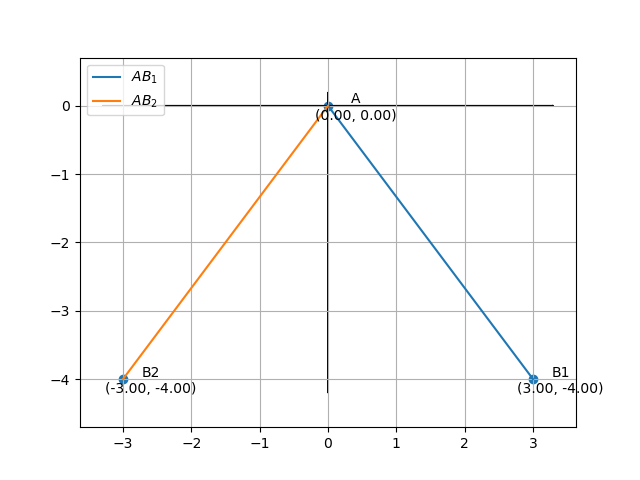 AB₁
AB₂
A
(0.00, 0.00)
B2
(-3.00, -4.00)
B1
(3.00, -4.00)
0
−1
−2
−3
−4
−3 −2 −1 0 1 2 3